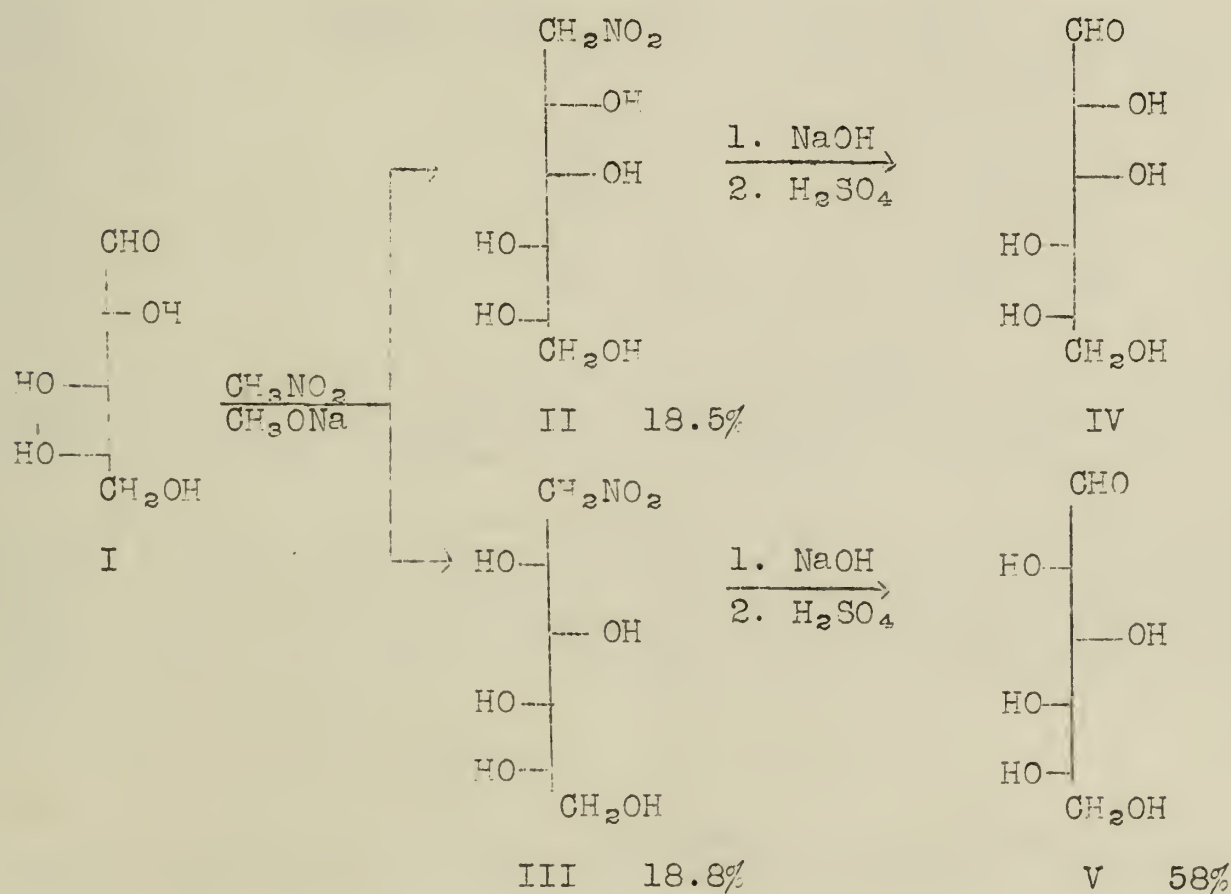 CH₂NO₂
OH
OH
HO
HO
CH₂OH
II 18.5%
1. NaOH
2. H₂SO₄
CHO
OH
OH
HO
HO
CH₂OH
IV
CHO
OH
HO
HO
CH₂OH
I
CH₃NO₂
CH₃ONa
CH₂NO₂
HO
OH
HO
HO
CH₂OH
III 18.8%
1. NaOH
2. H₂SO₄
CHO
HO
OH
HO
HO
CH₂OH
V 58%